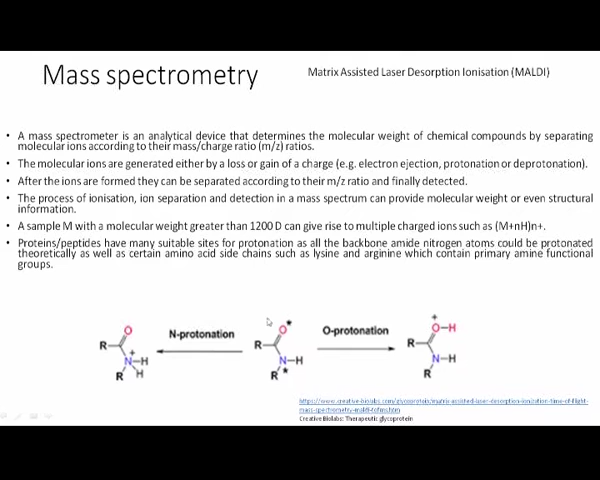 Mass spectrometry
Matrix Assisted Laser Desorption Ionisation (MALDI)
• A mass spectrometer is an analytical device that determines the molecular weight of chemical compounds by separating
molecular ions according to their mass/charge ratio (m/z) ratios.
• The molecular ions are generated either by a loss or gain of a charge (e.g. electron ejection, protonation or deprotonation).
• After the ions are formed they can be separated according to their m/z ratio and finally detected.
• The process of ionisation, ion separation and detection in a mass spectrum can provide molecular weight or even structural
information.
• A sample M with a molecular weight greater than 1200 D can give rise to multiple charged ions such as (M+nH)n+.
• Proteins/peptides have many suitable sites for protonation as all the backbone amide nitrogen atoms could be protonated
theoretically as well as certain amino acid side chains such as lysine and arginine which contain primary amine functional
groups.
R O + N–H R H
N-protonation
R O * N–H R *
O-protonation
+ O–H R N–H R
https://www.creative-biolabs.com/glycoprotein/matrix-assisted-laser-desorption-ionization-time-of-flight-
mass-spectrometry-maldi-tofms.htm
Creative Biolabs: Therapeutic glycoprotein